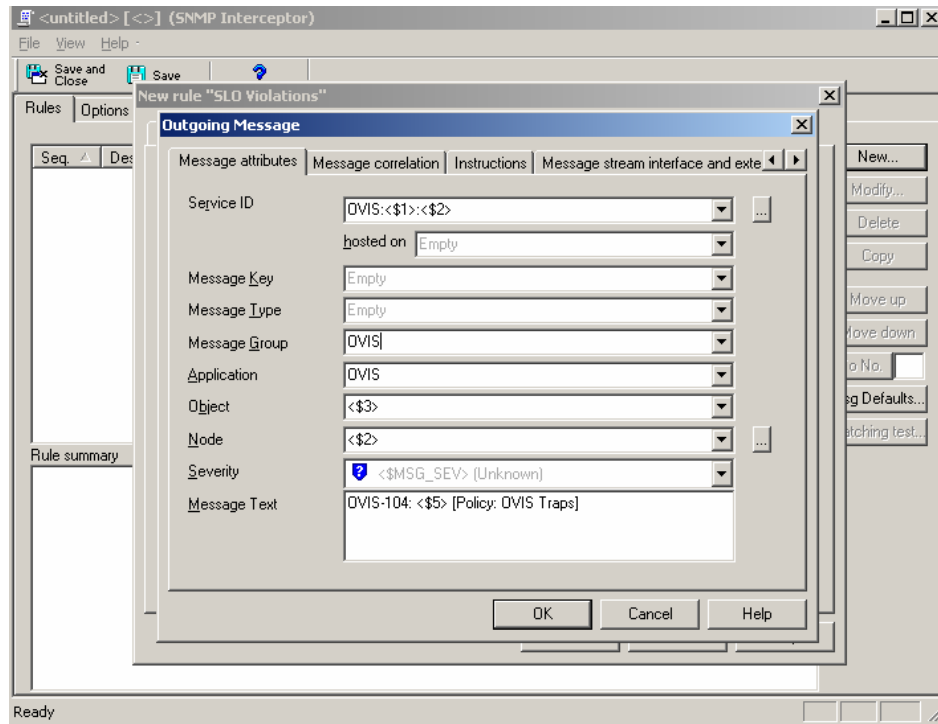 <untitled> [<>] (SNMP Interceptor)
File View Help
Save and Close
Save
Rules
Options
New rule "SLO Violations"
Outgoing Message
Message attributes
Message correlation
Instructions
Message stream interface and exte
Seq.
Des
Service ID
OVIS:<$1>:<$2>
...
hosted on
Empty
Message Key
Empty
Message Type
Empty
Message Group
OVIS
Application
OVIS
Object
<$3>
Node
<$2>
...
Severity
<$MSG_SEV> (Unknown)
Message Text
OVIS-104: <$5> [Policy: OVIS Traps]
OK
Cancel
Help
New...
Modify...
Delete
Copy
Move up
Move down
o No.
sg Defaults...
atching test...
Rule summary
Ready